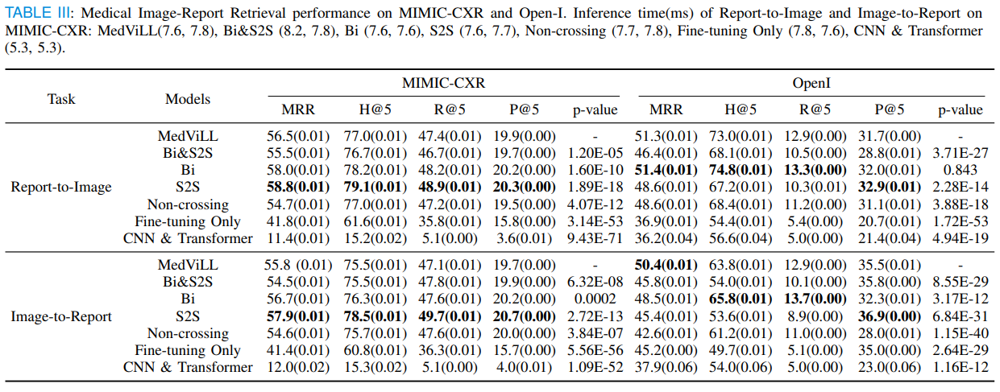 TABLE III: Medical Image-Report Retrieval performance on MIMIC-CXR and Open-I. Inference time(ms) of Report-to-Image and Image-to-Report on
MIMIC-CXR: MedViLL(7.6, 7.8), Bi&S2S (8.2, 7.8), Bi (7.6, 7.6), S2S (7.6, 7.7), Non-crossing (7.7, 7.8), Fine-tuning Only (7.8, 7.6), CNN & Transformer
(5.3, 5.3).
Task Models MIMIC-CXR OpenI
MRR H@5 R@5 P@5 p-value MRR H@5 R@5 P@5 p-value
MedViLL 56.5(0.01) 77.0(0.01) 47.4(0.01) 19.9(0.00) - 51.3(0.01) 73.0(0.01) 12.9(0.00) 31.7(0.00) -
Bi&S2S 55.5(0.01) 76.7(0.01) 46.7(0.01) 19.7(0.00) 1.20E-05 46.4(0.01) 68.1(0.01) 10.5(0.00) 28.8(0.01) 3.71E-27
Bi 58.0(0.01) 78.2(0.01) 48.2(0.01) 20.2(0.00) 1.60E-10 51.4(0.01) 74.8(0.01) 13.3(0.00) 32.0(0.01) 0.843
Report-to-Image S2S 58.8(0.01) 79.1(0.01) 48.9(0.01) 20.3(0.00) 1.89E-18 48.6(0.01) 67.2(0.01) 10.3(0.01) 32.9(0.01) 2.28E-14
Non-crossing 54.7(0.01) 77.0(0.01) 47.2(0.01) 19.5(0.00) 4.07E-12 48.6(0.01) 68.4(0.01) 11.2(0.00) 31.1(0.01) 3.88E-18
Fine-tuning Only 41.8(0.01) 61.6(0.01) 35.8(0.01) 15.8(0.00) 3.14E-53 36.9(0.01) 54.4(0.01) 5.4(0.00) 20.7(0.01) 1.72E-53
CNN & Transformer 11.4(0.01) 15.2(0.02) 5.1(0.00) 3.6(0.01) 9.43E-71 36.2(0.04) 56.6(0.04) 5.0(0.00) 21.4(0.04) 4.94E-19
MedViLL 55.8 (0.01) 75.5(0.01) 47.1(0.01) 19.7(0.00) - 50.4(0.01) 63.8(0.01) 12.9(0.00) 35.5(0.01) -
Bi&S2S 54.5(0.01) 75.5(0.01) 47.8(0.01) 19.9(0.00) 6.32E-08 45.8(0.01) 54.0(0.01) 10.1(0.00) 35.8(0.01) 8.55E-29
Bi 56.7(0.01) 76.3(0.01) 47.6(0.01) 20.2(0.00) 0.0002 48.5(0.01) 65.8(0.01) 13.7(0.00) 32.3(0.01) 3.17E-12
Image-to-Report S2S 57.9(0.01) 78.5(0.01) 49.7(0.01) 20.7(0.00) 2.72E-13 45.4(0.01) 53.6(0.01) 8.9(0.00) 36.9(0.00) 6.84E-31
Non-crossing 54.6(0.01) 75.7(0.01) 47.6(0.01) 20.0(0.00) 3.84E-07 42.6(0.01) 61.2(0.01) 11.0(0.00) 28.0(0.01) 1.15E-40
Fine-tuning Only 41.4(0.01) 60.8(0.01) 36.3(0.01) 15.7(0.00) 5.56E-56 45.2(0.00) 49.7(0.01) 5.1(0.00) 35.0(0.00) 2.64E-29
CNN & Transformer 12.0(0.02) 15.3(0.02) 5.1(0.00) 4.0(0.01) 1.09E-52 37.9(0.06) 54.0(0.06) 5.0(0.00) 23.0(0.06) 1.16E-12